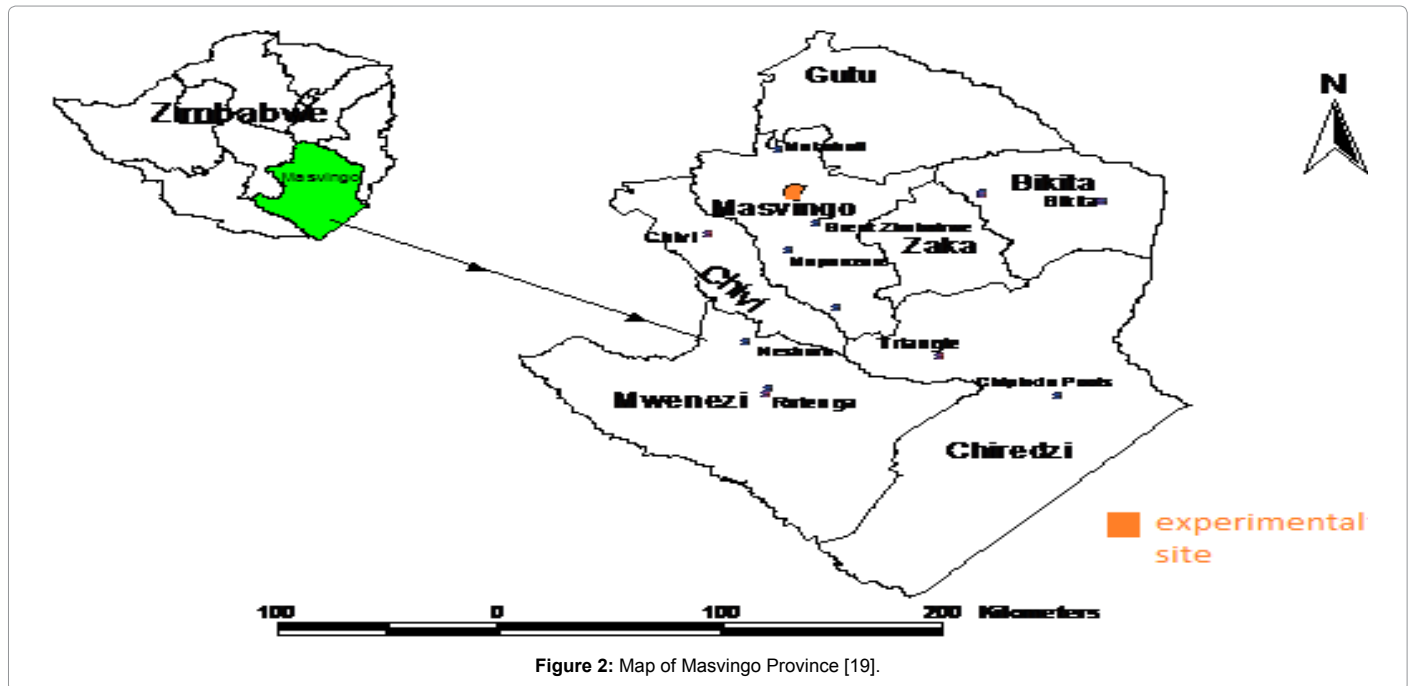 Zimbabwe
Masvingo
Gutu
N
Bikita
Bikita
Masvingo
Zaka
Chivi
Chivi
Triangle
Mwenezi
Rutenga
Chiredzi
experimental
site
100 0 100 200 Kilometers
Figure 2: Map of Masvingo Province [19].